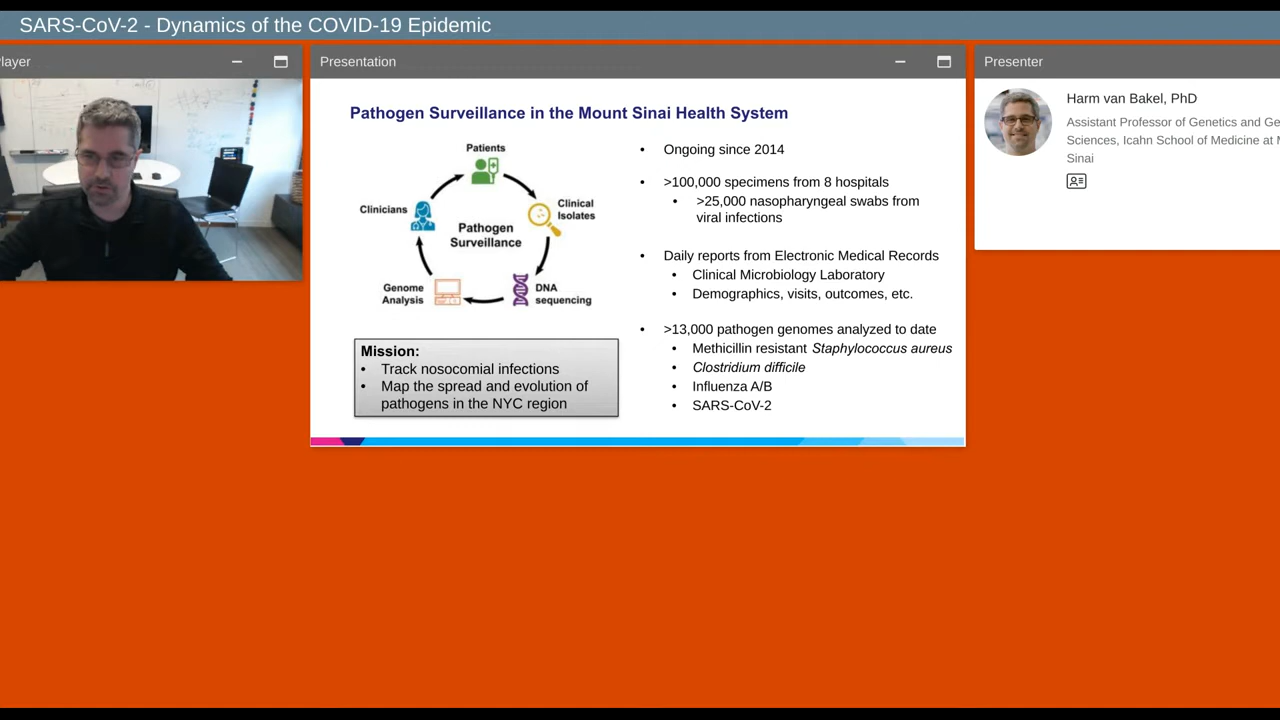 SARS-CoV-2 - Dynamics of the COVID-19 Epidemic
layer
Presentation
Presenter
Pathogen Surveillance in the Mount Sinai Health System
Patients
Clinicians
Clinical
Isolates
Pathogen
Surveillance
Genome
Analysis
DNA
sequencing
Mission:
• Track nosocomial infections
• Map the spread and evolution of
pathogens in the NYC region
• Ongoing since 2014
• >100,000 specimens from 8 hospitals
• >25,000 nasopharyngeal swabs from
viral infections
• Daily reports from Electronic Medical Records
• Clinical Microbiology Laboratory
• Demographics, visits, outcomes, etc.
• >13,000 pathogen genomes analyzed to date
• Methicillin resistant Staphylococcus aureus
• Clostridium difficile
• Influenza A/B
• SARS-CoV-2
Harm van Bakel, PhD
Assistant Professor of Genetics and Ge
Sciences, Icahn School of Medicine at M
Sinai